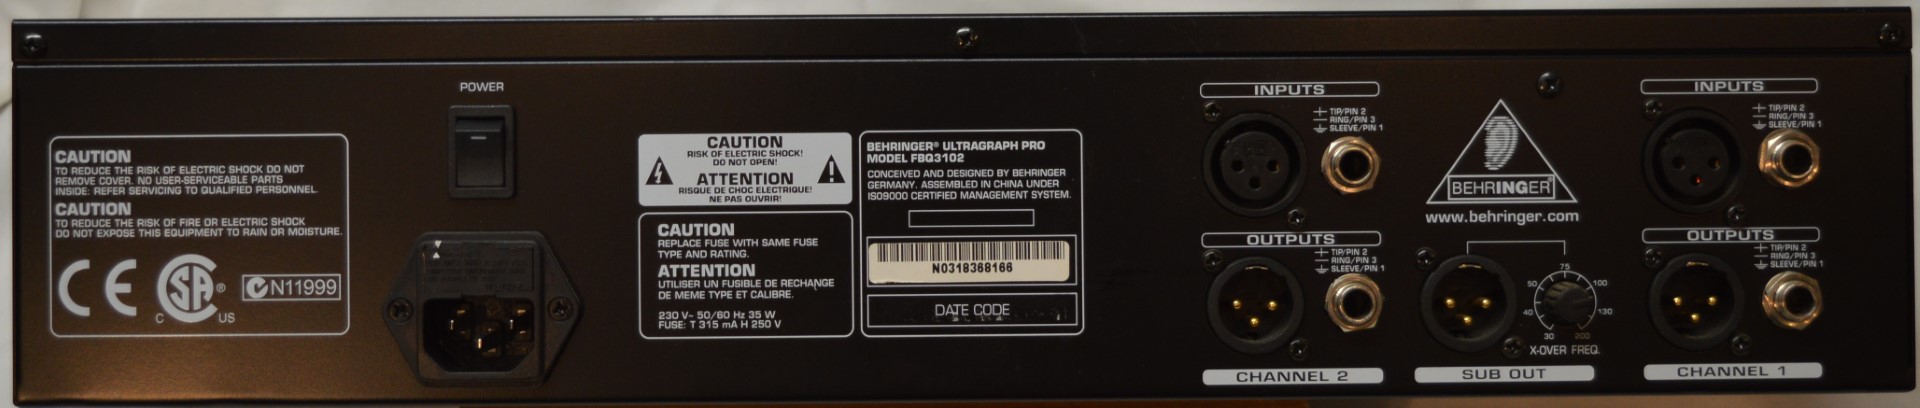 CAUTION
TO REDUCE THE RISK OF ELECTRIC SHOCK DO NOT
REMOVE COVER. NO USER-SERVICEABLE PARTS
INSIDE: REFER SERVICING TO QUALIFIED PERSONNEL.
CAUTION
TO REDUCE THE RISK OF FIRE OR ELECTRIC SHOCK
DO NOT EXPOSE THIS EQUIPMENT TO RAIN OR MOISTURE.
CE
SA®
C US
N11999
POWER
CAUTION
RISK OF ELECTRIC SHOCK!
DO NOT OPEN!
ATTENTION
RISQUE DE CHOC ELECTRIQUE!
NE PAS OUVRIR!
CAUTION
REPLACE FUSE WITH SAME FUSE
TYPE AND RATING.
ATTENTION
UTILISER UN FUSIBLE DE RECHANGE
DE MEME TYPE ET CALIBRE.
230 V~ 50/60 Hz 35 W
FUSE: T 315 mA H 250 V
BEHRINGER® ULTRAGRAPH PRO
MODEL FBQ3102
CONCEIVED AND DESIGNED BY BEHRINGER
GERMANY. ASSEMBLED IN CHINA UNDER
ISO9000 CERTIFIED MANAGEMENT SYSTEM.
N0318368166
DATE CODE
INPUTS
TIP/PIN 2
RING/PIN 3
SLEEVE/PIN 1
OUTPUTS
TIP/PIN 2
RING/PIN 3
SLEEVE/PIN 1
CHANNEL 2
BEHRINGER
www.behringer.com
75
50 100
40 130
30 200
X-OVER FREQ.
SUB OUT
INPUTS
TIP/PIN 2
RING/PIN 3
SLEEVE/PIN 1
OUTPUTS
TIP/PIN 2
RING/PIN 3
SLEEVE/PIN 1
CHANNEL 1